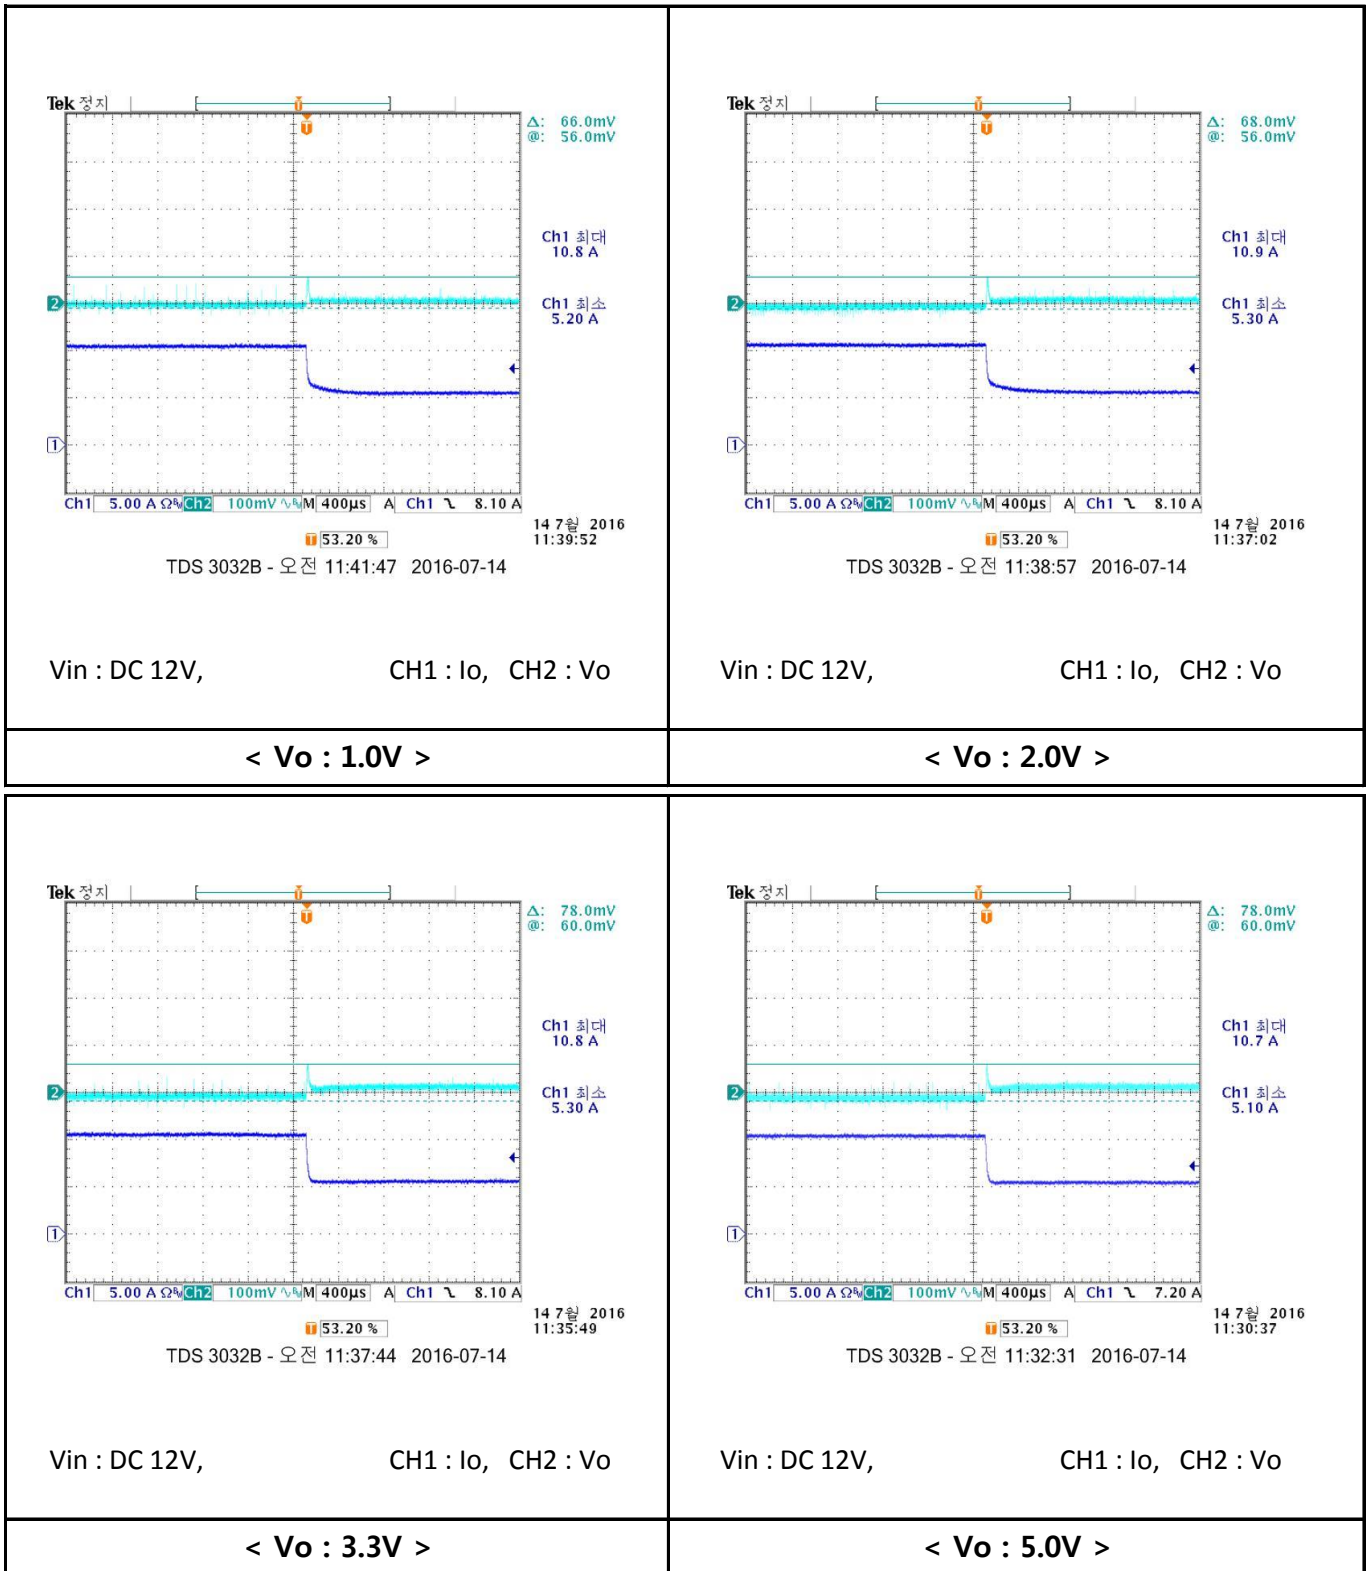 Tek 정지
Δ: 66.0mV
@: 56.0mV
Ch1 최대
10.8 A
Ch1 최소
5.20 A
2
1
Ch1 5.00 A Ω Ch2 100mV M 400µs A Ch1 8.10 A
T 53.20 %
14 7월 2016
11:39:52
TDS 3032B - 오전 11:41:47 2016-07-14
Vin : DC 12V, CH1 : Io, CH2 : Vo
< Vo : 1.0V >
Tek 정지
Δ: 68.0mV
@: 56.0mV
Ch1 최대
10.9 A
Ch1 최소
5.30 A
2
1
Ch1 5.00 A Ω Ch2 100mV M 400µs A Ch1 8.10 A
T 53.20 %
14 7월 2016
11:37:02
TDS 3032B - 오전 11:38:57 2016-07-14
Vin : DC 12V, CH1 : Io, CH2 : Vo
< Vo : 2.0V >
Tek 정지
Δ: 78.0mV
@: 60.0mV
Ch1 최대
10.8 A
Ch1 최소
5.30 A
2
1
Ch1 5.00 A Ω Ch2 100mV M 400µs A Ch1 8.10 A
T 53.20 %
14 7월 2016
11:35:49
TDS 3032B - 오전 11:37:44 2016-07-14
Vin : DC 12V, CH1 : Io, CH2 : Vo
< Vo : 3.3V >
Tek 정지
Δ: 78.0mV
@: 60.0mV
Ch1 최대
10.7 A
Ch1 최소
5.10 A
2
1
Ch1 5.00 A Ω Ch2 100mV M 400µs A Ch1 7.20 A
T 53.20 %
14 7월 2016
11:30:37
TDS 3032B - 오전 11:32:31 2016-07-14
Vin : DC 12V, CH1 : Io, CH2 : Vo
< Vo : 5.0V >